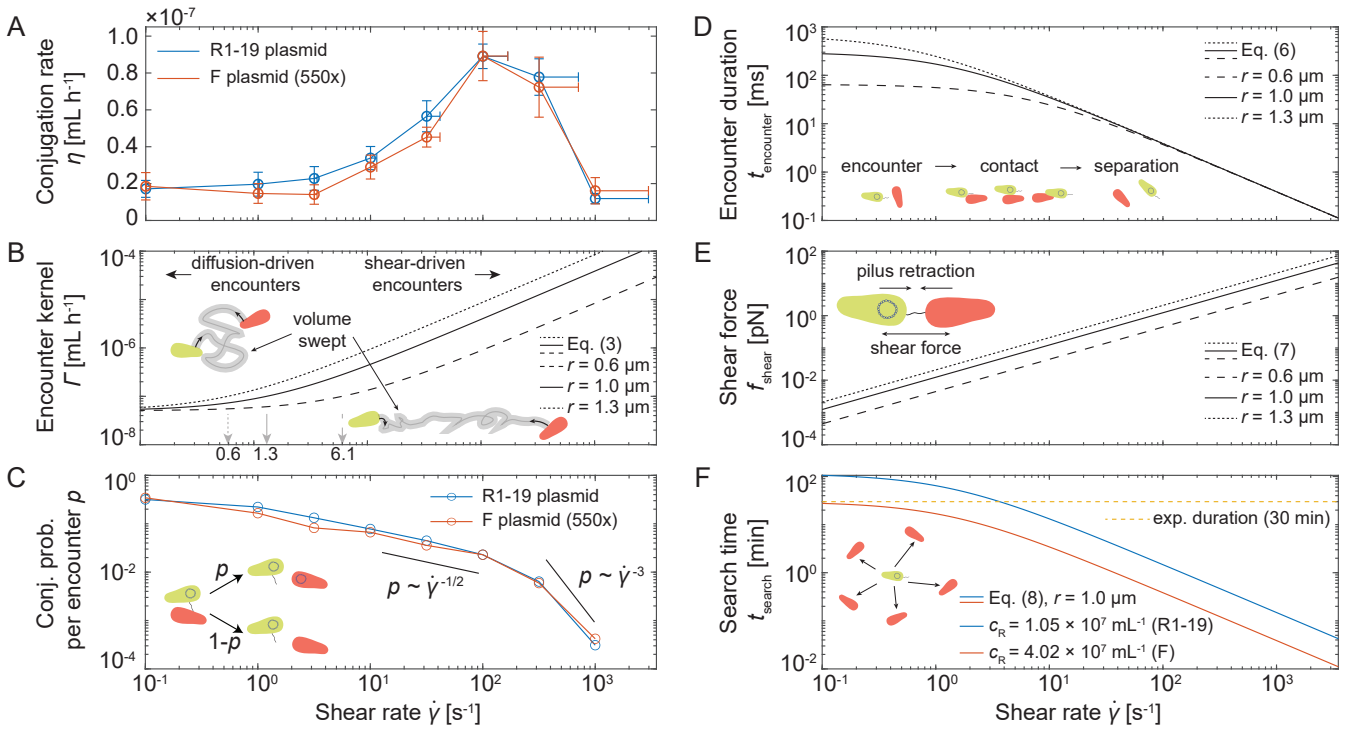 A
×10⁻⁷
Conjugation rate
η [mL h⁻¹]
1.0
0.8
0.6
0.4
0.2
0
R1-19 plasmid
F plasmid (550x)
B
Encounter kernel
Γ [mL h⁻¹]
10⁻⁴
10⁻⁶
10⁻⁸
diffusion-driven
encounters
shear-driven
encounters
volume
swept
Eq. (3)
r = 0.6 µm
r = 1.0 µm
r = 1.3 µm
0.6 1.3 6.1
10⁰ 10¹ 10² 10³
C
Conj. prob.
per encounter p
10⁰
10⁻²
10⁻⁴
R1-19 plasmid
F plasmid (550x)
p
1-p
p ~ γ̇⁻¹/²
p ~ γ̇⁻³
10⁻¹ 10⁰ 10¹ 10² 10³
Shear rate γ̇ [s⁻¹]
D
Encounter duration
t encounter [ms]
10³
10²
10¹
10⁰
10⁻¹
Eq. (6)
r = 0.6 µm
r = 1.0 µm
r = 1.3 µm
encounter contact separation
E
Shear force
f shear [pN]
10²
10⁰
10⁻²
10⁻⁴
pilus retraction
shear force
Eq. (7)
r = 0.6 µm
r = 1.0 µm
r = 1.3 µm
F
Search time
t search [min]
10²
10⁰
10⁻²
exp. duration (30 min)
Eq. (8), r = 1.0 µm
c_R = 1.05 × 10⁷ mL⁻¹ (R1-19)
c_R = 4.02 × 10⁷ mL⁻¹ (F)
10⁻¹ 10⁰ 10¹ 10² 10³
Shear rate γ̇ [s⁻¹]